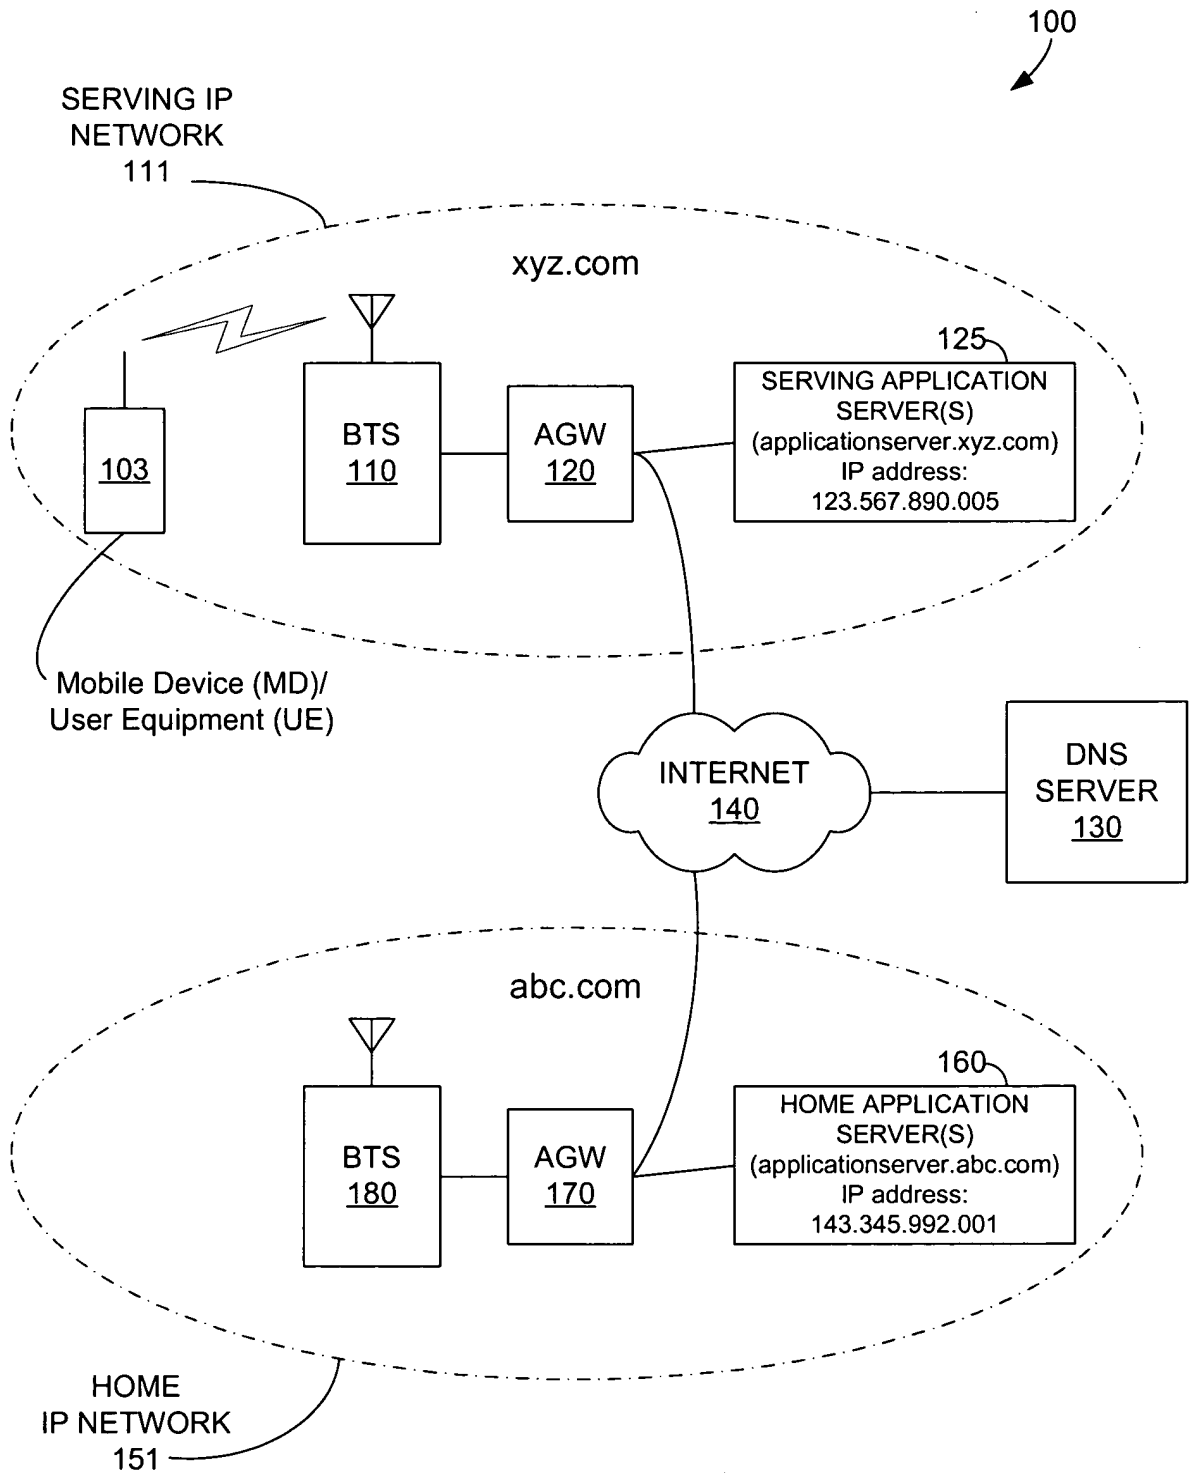 100
SERVING IP
NETWORK
111
xyz.com
125
SERVING APPLICATION
SERVER(S)
(applicationserver.xyz.com)
IP address:
123.567.890.005
BTS
110
AGW
120
103
Mobile Device (MD)/
User Equipment (UE)
INTERNET
140
DNS
SERVER
130
abc.com
160
HOME APPLICATION
SERVER(S)
(applicationserver.abc.com)
IP address:
143.345.992.001
BTS
180
AGW
170
HOME
IP NETWORK
151